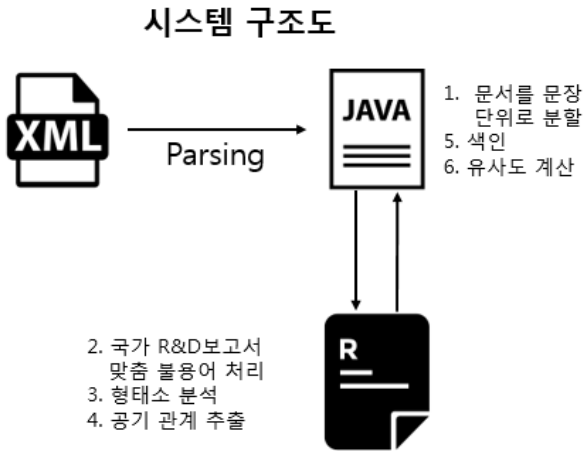 시스템 구조도
XML
Parsing
JAVA
1. 문서를 문장
단위로 분할
5. 색인
6. 유사도 계산
2. 국가 R&D보고서
맞춤 불용어 처리
3. 형태소 분석
4. 공기 관계 추출
R